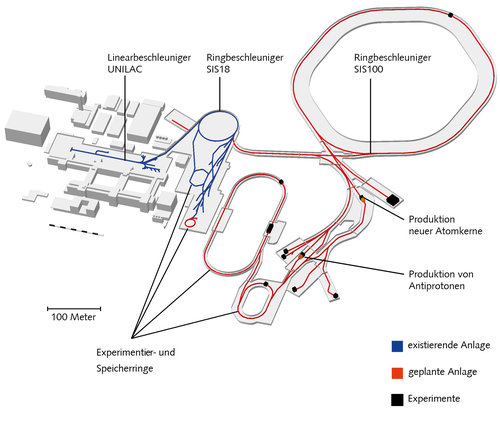 Linearbeschleuniger
UNILAC
Ringbeschleuniger
SIS18
Ringbeschleuniger
SIS100
Produktion
neuer Atomkerne
Produktion von
Antiprotonen
100 Meter
Experimentier- und
Speicherringe
existierende Anlage
geplante Anlage
Experimente